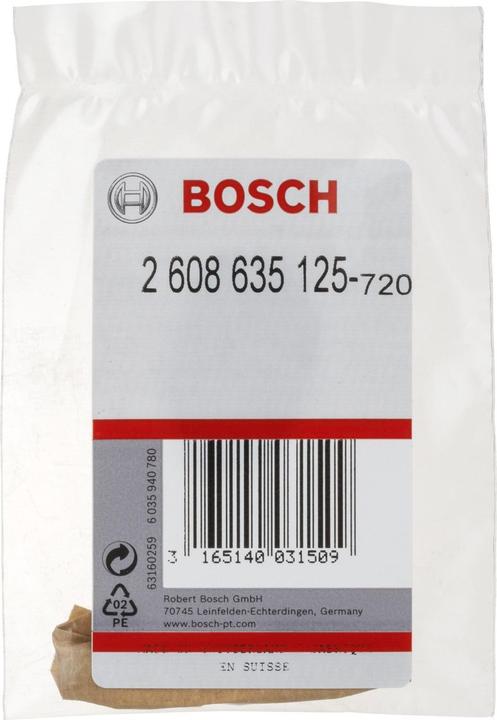 BOSCH
2 608 635 125-720
63160259 6 035 940 780
3 165140 031509
02
PE
Robert Bosch GmbH
70745 Leinfelden-Echterdingen, Germany
www.bosch-pt.com
EN SUISSE